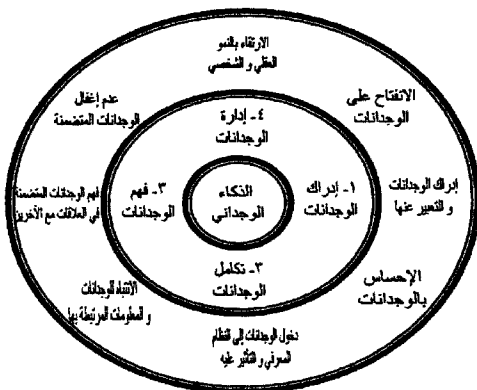 الارتقاء بالنمو
العقلي و الشخصي
الانفتاح على
الوجدانات
عدم إغفال
الوجدانات المتضمنة
٤- إدارة
الوجدانات
إدراك الوجدانات
و التعبير عنها
١- إدراك
الوجدانات
الذكاء
الوجداني
٣- فهم
الوجدانات
فهم الوجدانات المتضمنة
في العلاقات مع الآخرين
الإحساس
بالوجدانات
٣- تكامل
الوجدانات
الانتباه للوجدانات
و المعلومات المرتبطة بها
دخول الوجدانات إلى النظام
المعرفي و التأثير عليه